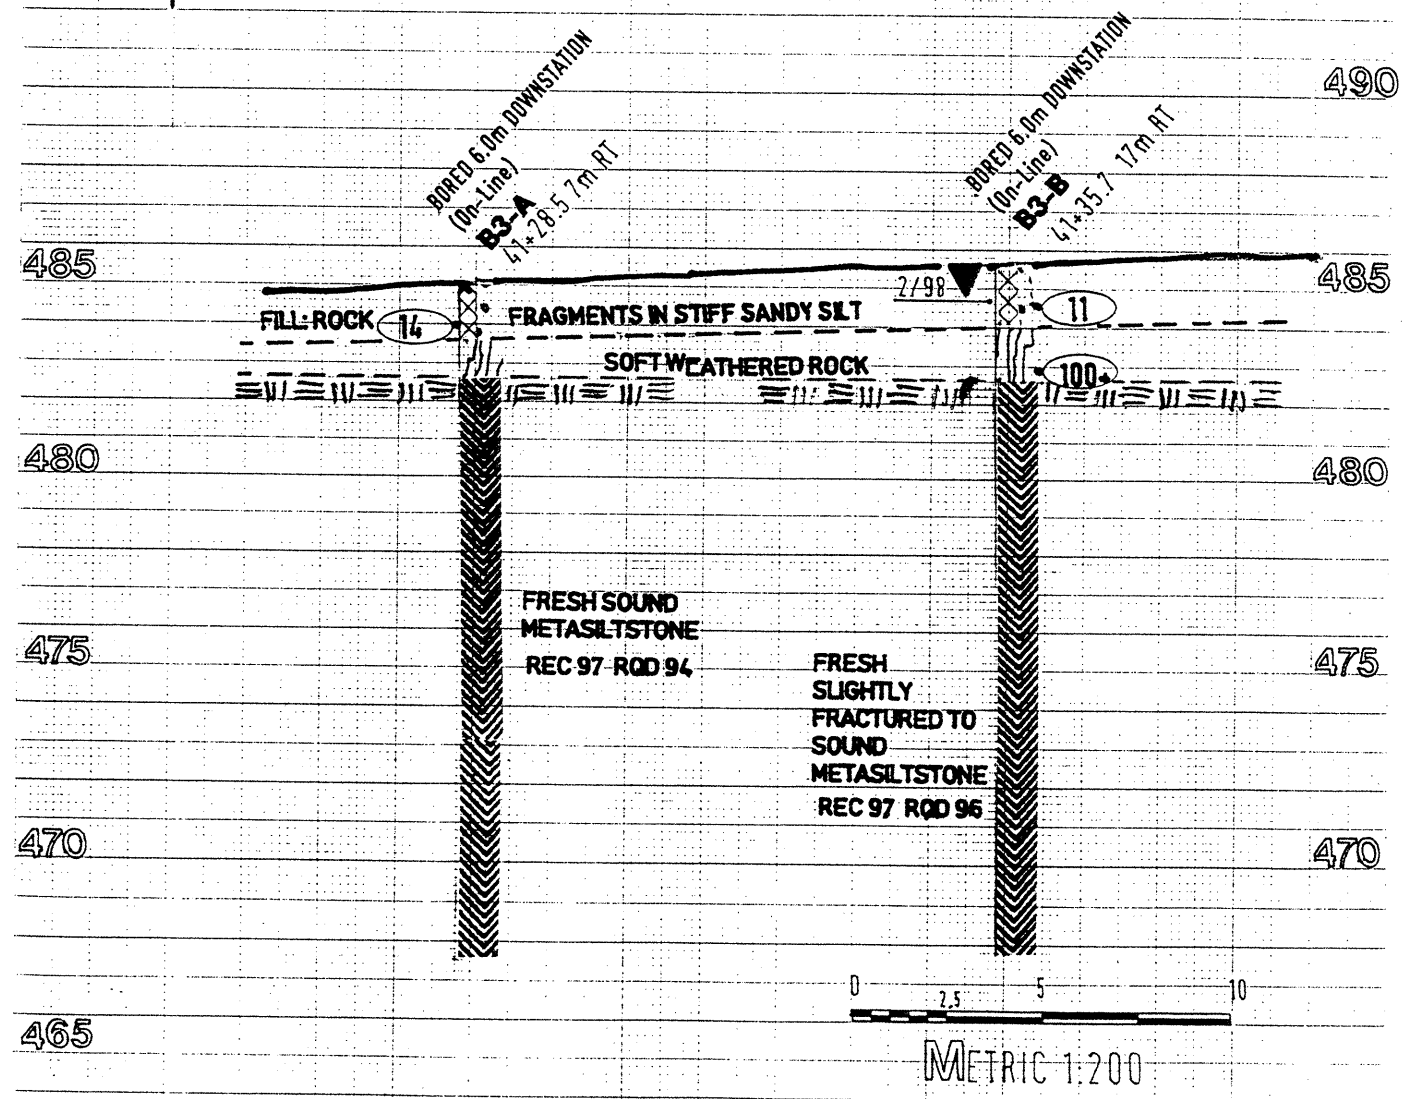 490
BORED 6.0m DOWNSTATION
(On-Line)
B3-A
41+28.5 7m RT
BORED 6.0m DOWNSTATION
(On-Line)
B3-B
41+35.7 17m RT
485
485
2/98
FILL: ROCK 14 FRAGMENTS IN STIFF SANDY SILT
11
SOFT WEATHERED ROCK
100
480
480
FRESH SOUND
METASILTSTONE
REC 97 RQD 94
475
475
FRESH
SLIGHTLY
FRACTURED TO
SOUND
METASILTSTONE
REC 97 RQD 96
470
470
0 2.5 5 10
465
METRIC 1:200